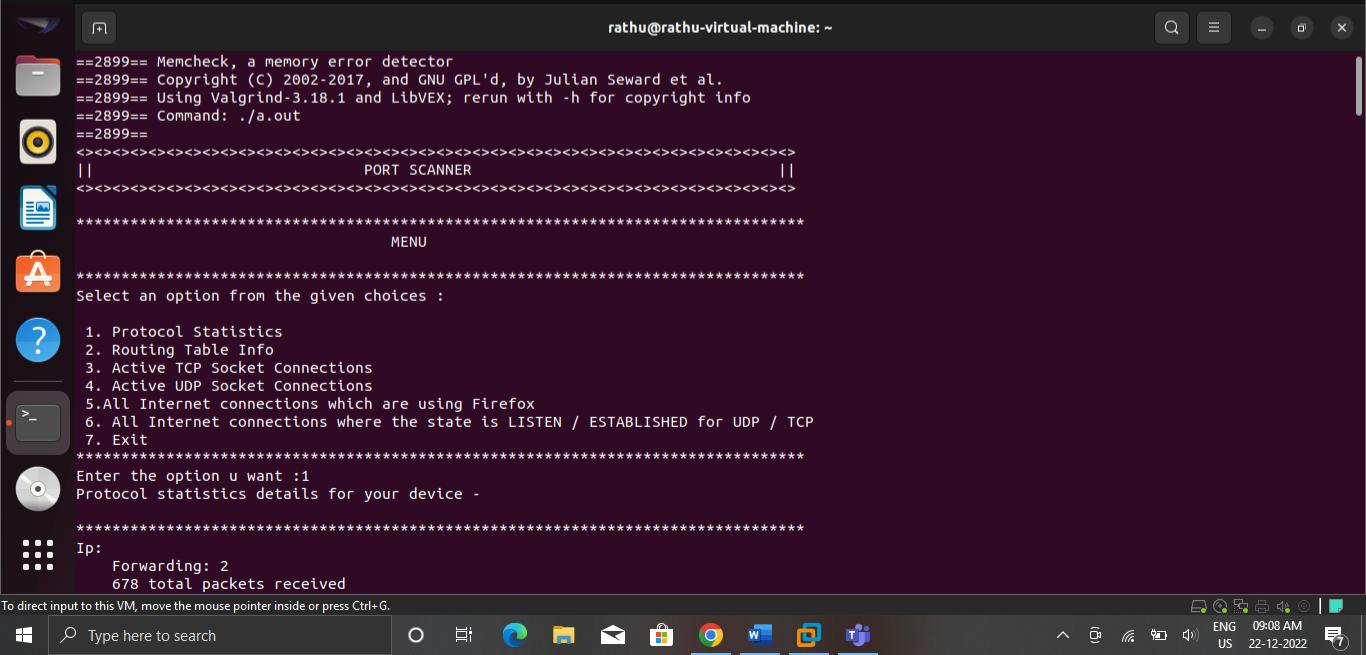 rathu@rathu-virtual-machine: ~
==2899== Memcheck, a memory error detector
==2899== Copyright (C) 2002-2017, and GNU GPL'd, by Julian Seward et al.
==2899== Using Valgrind-3.18.1 and LibVEX; rerun with -h for copyright info
==2899== Command: ./a.out
==2899==
<><><><><><><><><><><><><><><><><><><><><><><><><><><><><><><><><><><><><><><><>
|| PORT SCANNER ||
<><><><><><><><><><><><><><><><><><><><><><><><><><><><><><><><><><><><><><><><>
*********************************************************************************
MENU
*********************************************************************************
Select an option from the given choices :
1. Protocol Statistics
2. Routing Table Info
3. Active TCP Socket Connections
4. Active UDP Socket Connections
5.All Internet connections which are using Firefox
6. All Internet connections where the state is LISTEN / ESTABLISHED for UDP / TCP
7. Exit
*********************************************************************************
Enter the option u want :1
Protocol statistics details for your device -
*********************************************************************************
Ip:
Forwarding: 2
678 total packets received
To direct input to this VM, move the mouse pointer inside or press Ctrl+G.
Type here to search
ENG
US
09:08 AM
22-12-2022
7